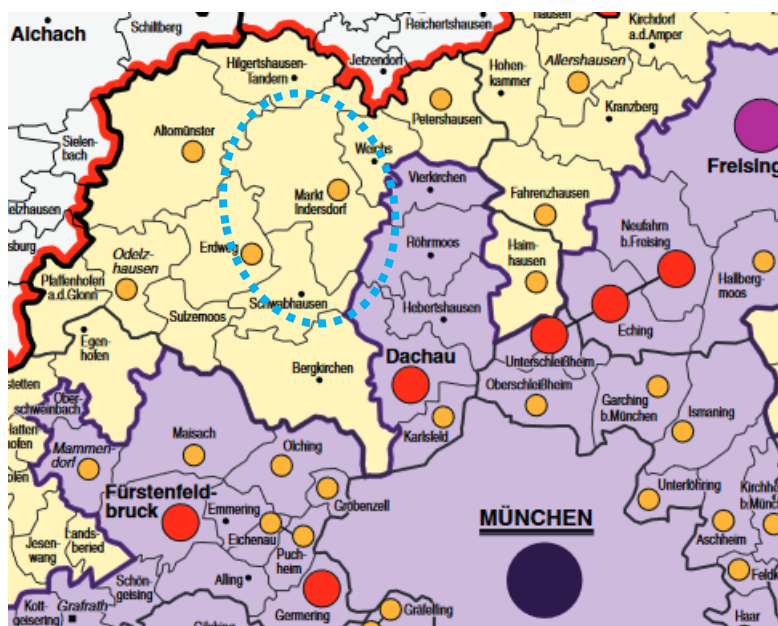 Schiltberg
Aichach
Reichertshausen
hausen
Kirchdorf
a.d.Amper
Hilgertshausen-
Tandern
Jetzendorf
Hohen-
kammer
Allershausen
Petershausen
Kranzberg
Altomünster
Sielen-
bach
Weichs
Vierkirchen
Freising
Markt
Indersdorf
Fahrenzhausen
Neufahrn
b.Freising
Erdweg
Odelz-
hausen
Röhrmoos
Haim-
hausen
Hallberg-
moos
Pfaffenhofen
a.d.Glonn
Schwabhausen
Sulzemoos
Hebertshausen
Eching
Egen-
hofen
Dachau
Unterschleißheim
Bergkirchen
Oberschleißheim
Garching
b.München
Ismaning
Ober-
schweinbach
Karlsfeld
Maisach
Olching
Mammen-
dorf
Gröbenzell
Unterföhring
Fürstenfeld-
bruck
Emmering
Eichenau
MÜNCHEN
Aschheim
Puch-
heim
Jesen-
wang
Lands-
beried
Alling
Schön-
geising
Germering
Gräfelfing
Kott-
geisering
Grafrath
Haar